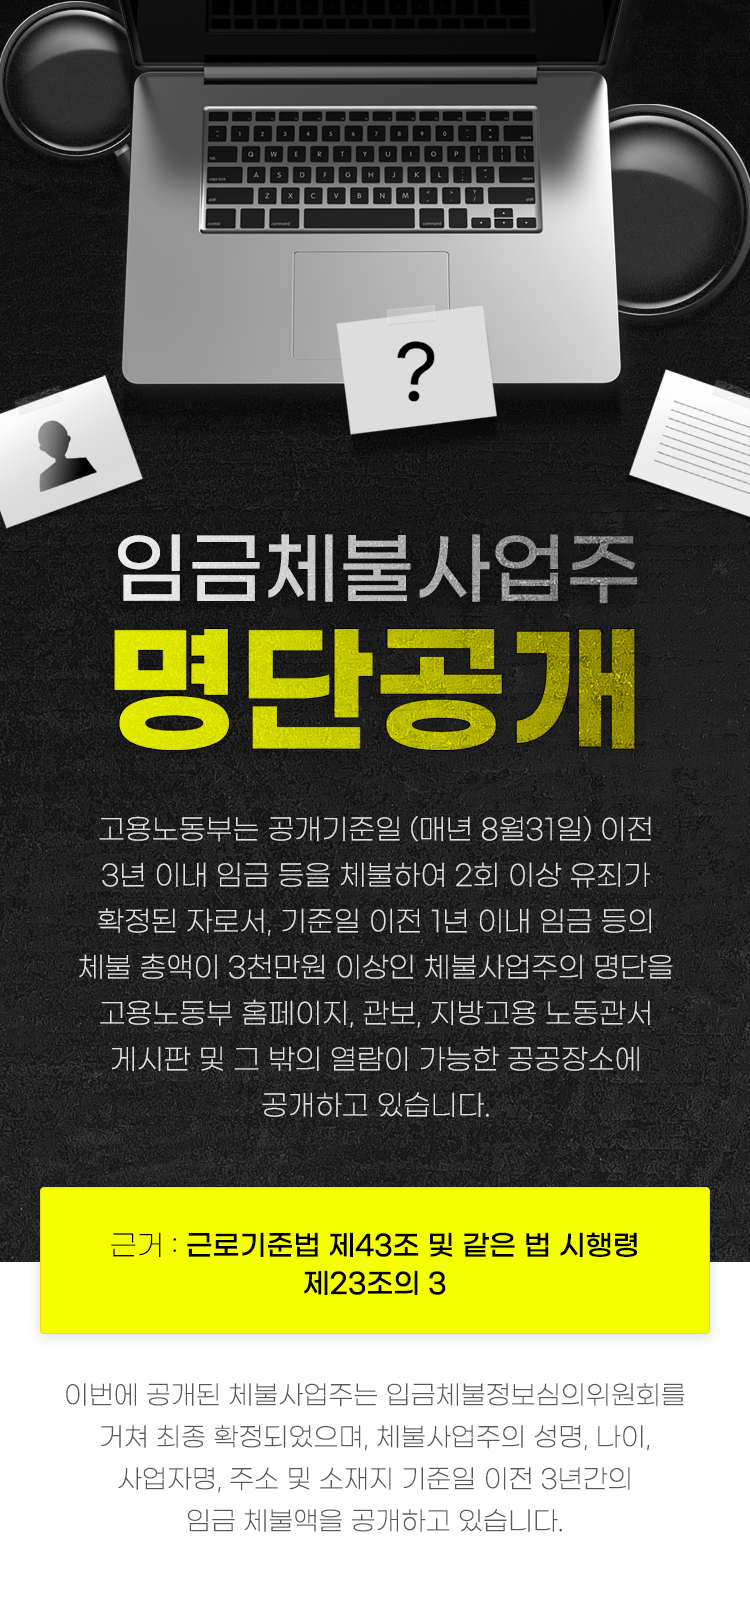 ?
임금체불사업주
명단공개
고용노동부는 공개기준일 (매년 8월31일) 이전
3년 이내 임금 등을 체불하여 2회 이상 유죄가
확정된 자로서, 기준일 이전 1년 이내 임금 등의
체불 총액이 3천만원 이상인 체불사업주의 명단을
고용노동부 홈페이지, 관보, 지방고용 노동관서
게시판 및 그 밖의 열람이 가능한 공공장소에
공개하고 있습니다.
근거 : 근로기준법 제43조 및 같은 법 시행령
제23조의 3
이번에 공개된 체불사업주는 입금체불정보심의위원회를
거쳐 최종 확정되었으며, 체불사업주의 성명, 나이,
사업자명, 주소 및 소재지 기준일 이전 3년간의
임금 체불액을 공개하고 있습니다.